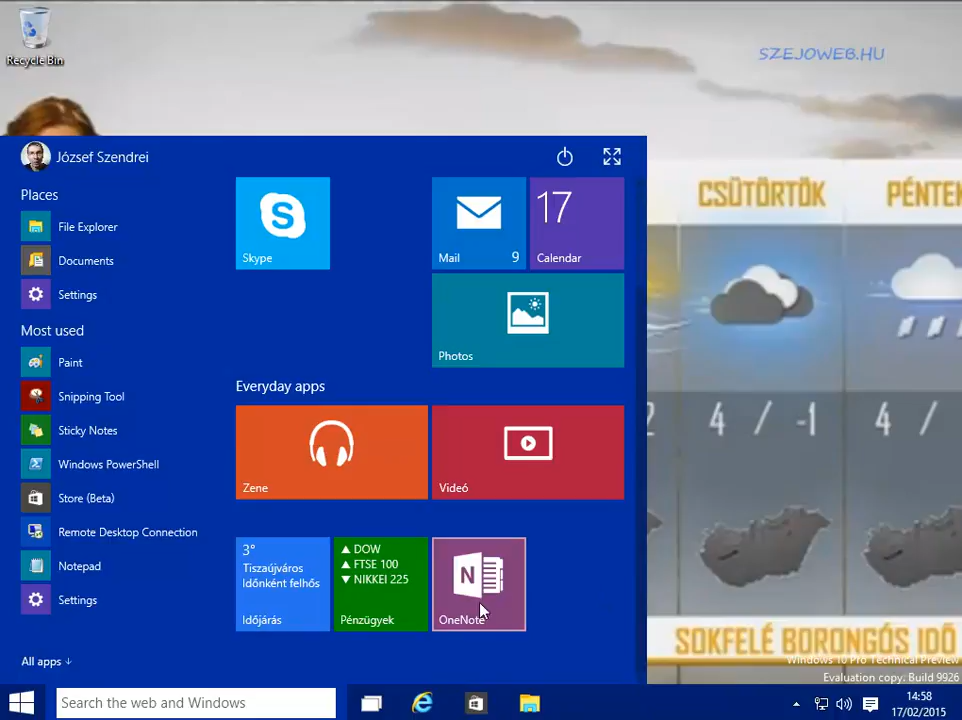 Recycle Bin
SZEJOWEB.HU
József Szendrei
Places
File Explorer
Documents
Settings
Most used
Paint
Snipping Tool
Sticky Notes
Windows PowerShell
Store (Beta)
Remote Desktop Connection
Notepad
Settings
All apps ↓
Skype
Mail 9
17
Calendar
Photos
Everyday apps
Zene
Videó
3°
Tiszaújváros
Időnként felhős
Időjárás
▲ DOW
▲ FTSE 100
▼ NIKKEI 225
Pénzügyek
N
OneNote
CSÜTÖRTÖK
PÉNTEK
2
4 / -1
4 /
SOKFELÉ BORONGÓS IDŐ
Windows 10 Pro Technical Preview
Evaluation copy. Build 9926
Search the web and Windows
14:58
17/02/2015